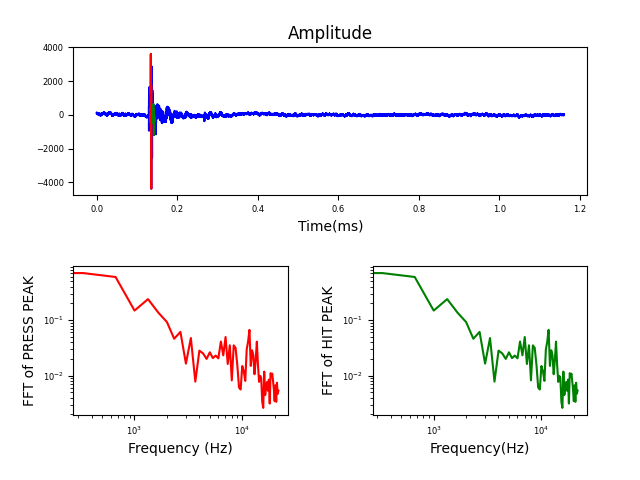 Amplitude
4000
2000
0
−2000
−4000
0.0 0.2 0.4 0.6 0.8 1.0 1.2
Time(ms)
FFT of PRESS PEAK
10⁻¹
10⁻²
10³ 10⁴
Frequency (Hz)
FFT of HIT PEAK
10⁻¹
10⁻²
10³ 10⁴
Frequency(Hz)